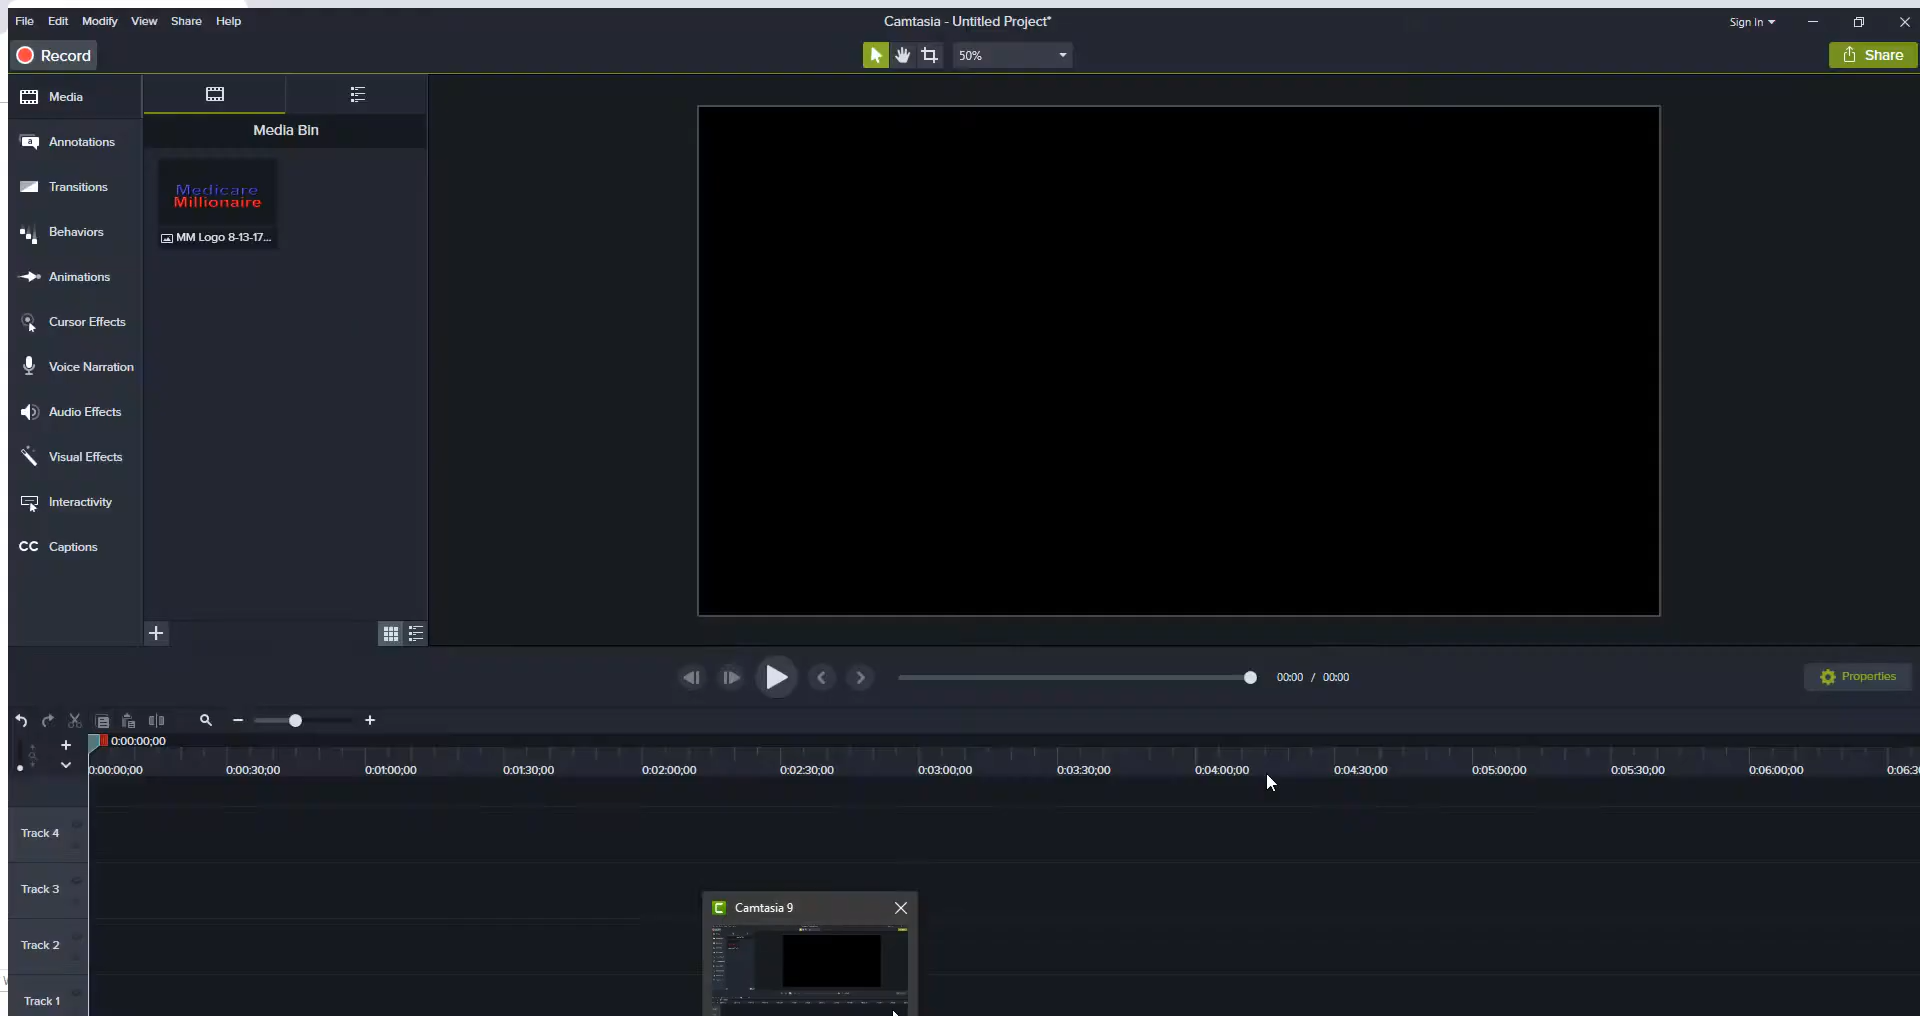 File Edit Modify View Share Help
Camtasia - Untitled Project*
Sign In
Record
50%
Share
Media
Annotations
Transitions
Behaviors
Animations
Cursor Effects
Voice Narration
Audio Effects
Visual Effects
Interactivity
CC Captions
Media Bin
Medicare
Millionaire
MM Logo 8-13-17...
00:00 / 00:00
Properties
0:00:00;00
0:00:00;00 0:00:30;00 0:01:00;00 0:01:30;00 0:02:00;00 0:02:30;00 0:03:00;00 0:03:30;00 0:04:00;00 0:04:30;00 0:05:00;00 0:05:30;00 0:06:00;00 0:06:30
Track 4
Track 3
Track 2
Track 1
Camtasia 9